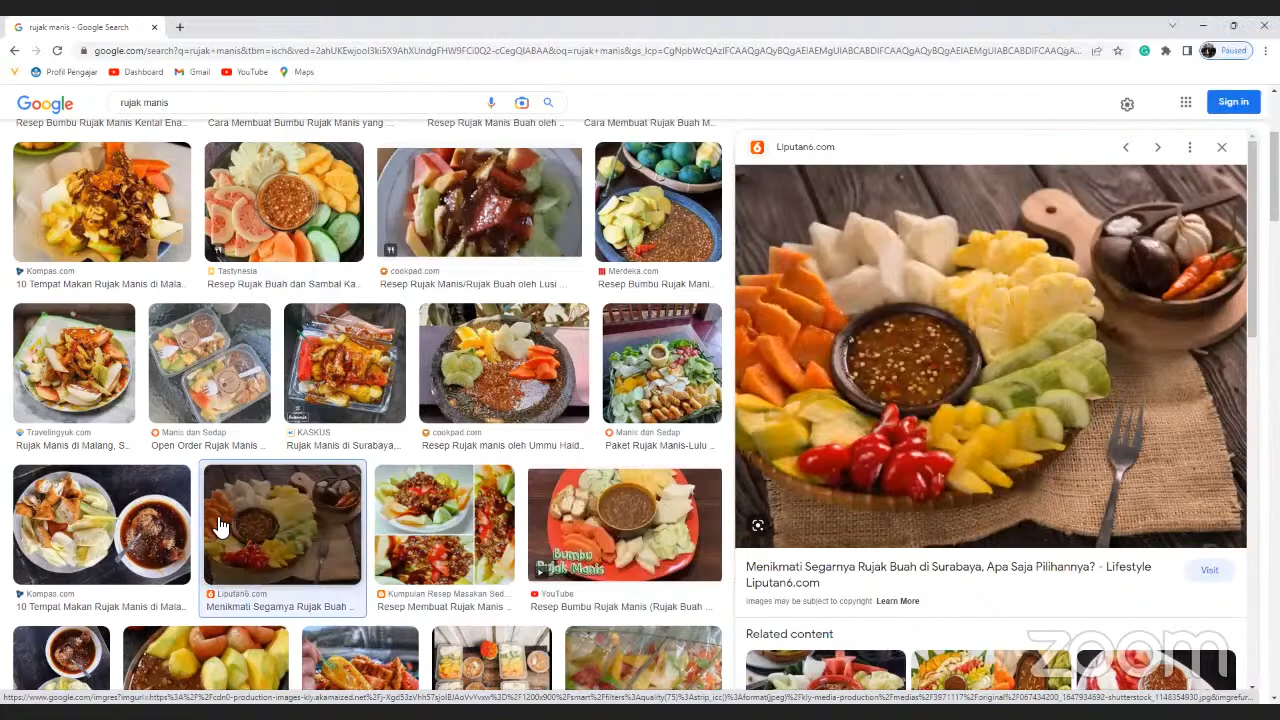 rujak manis - Google Search
Paused
V
Profil Pengajar
Dashboard
Gmail
YouTube
Maps
Google
rujak manis
Sign in
Resep Bumbu Rujak Manis Kental Ena...
Cara Membuat Bumbu Rujak Manis yang ...
Resep Rujak Manis Buah oleh ...
Cara Membuat Rujak Buah M...
Kompas.com
10 Tempat Makan Rujak Manis di Mala...
Tastynesia
Resep Rujak Buah dan Sambal Ka...
cookpad.com
Resep Rujak Manis/Rujak Buah oleh Lusi ...
Merdeka.com
Resep Bumbu Rujak Mani...
Travelingyuk.com
Rujak Manis di Malang, S...
Manis dan Sedap
Open Order Rujak Manis ...
KASKUS
Rujak Manis di Surabaya, ...
cookpad.com
Resep Rujak manis oleh Ummu Haid...
Manis dan Sedap
Paket Rujak Manis-Lulu ...
Kompas.com
10 Tempat Makan Rujak Manis di Mala...
Liputan6.com
Menikmati Segarnya Rujak Buah ...
Kumpulan Resep Masakan Sed...
Resep Membuat Rujak Manis ...
Bumbu
Rujak Manis
YouTube
Resep Bumbu Rujak Manis (Rujak Buah ...
6 Liputan6.com
Menikmati Segarnya Rujak Buah di Surabaya, Apa Saja Pilihannya? - Lifestyle
Liputan6.com
Visit
images may be subject to copyright Learn More
Related content
zoom